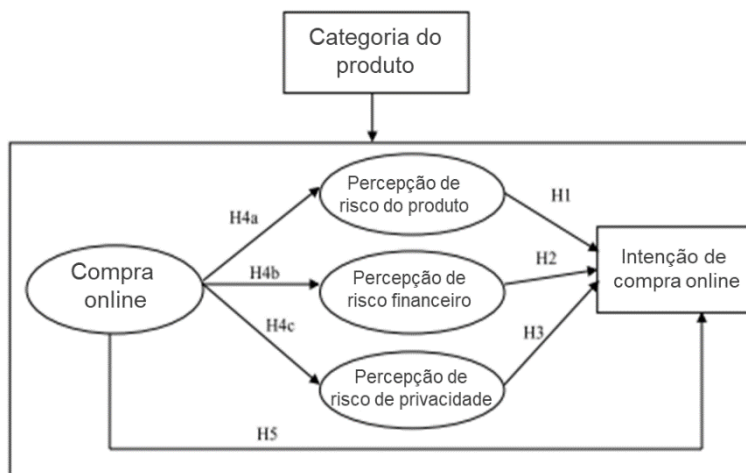 Categoria do
produto
Percepção de
risco do produto
H1
H4a
Compra
online
H4b
Percepção de
risco financeiro
H2
Intenção de
compra online
H4c
H3
Percepção de
risco de privacidade
H5